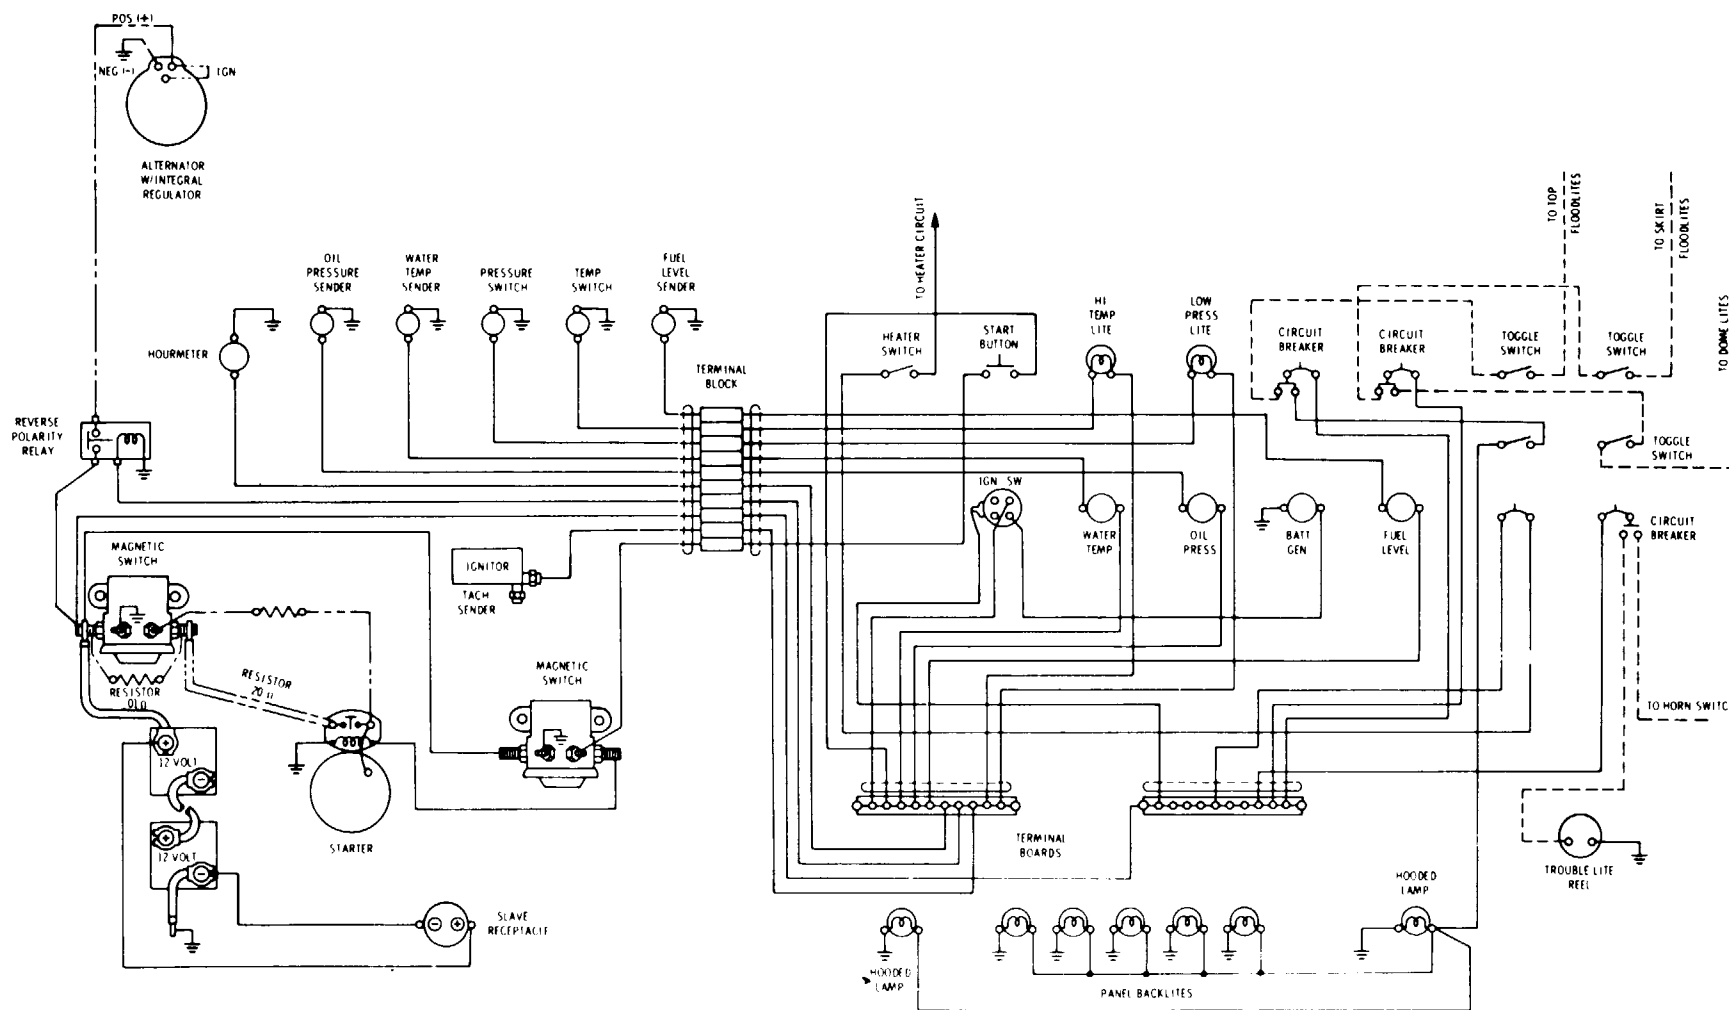 POS (+)
NEG (-)
IGN
ALTERNATOR
W/INTEGRAL
REGULATOR
OIL
PRESSURE
SENDER
WATER
TEMP
SENDER
PRESSURE
SWITCH
TEMP
SWITCH
FUEL
LEVEL
SENDER
HOURMETER
TERMINAL
BLOCK
TO HEATER CIRCUIT
HEATER
SWITCH
START
BUTTON
HI
TEMP
LITE
LOW
PRESS
LITE
CIRCUIT
BREAKER
CIRCUIT
BREAKER
TOGGLE
SWITCH
TOGGLE
SWITCH
TO TOP
FLOODLITES
TO SKIRT
FLOODLITES
TO DOME LITES
REVERSE
POLARITY
RELAY
TOGGLE
SWITCH
IGN SW
WATER
TEMP
OIL
PRESS
BATT
GEN
FUEL
LEVEL
CIRCUIT
BREAKER
MAGNETIC
SWITCH
IGNITOR
TACH
SENDER
RESISTOR
.01Ω
RESISTOR
20 Ω
MAGNETIC
SWITCH
TO HORN SWITC
12 VOLT
12 VOLT
STARTER
TERMINAL
BOARDS
TROUBLE LITE
REEL
SLAVE
RECEPTACLE
HOODED
LAMP
HOODED
LAMP
PANEL BACKLITES